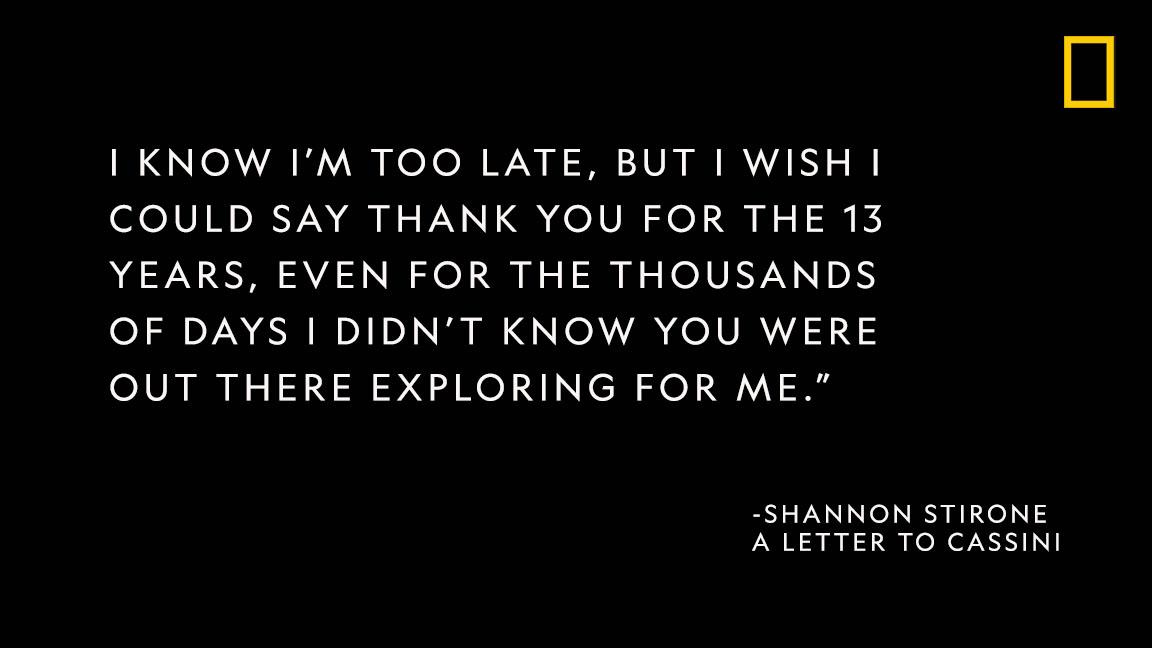 I KNOW I’M TOO LATE, BUT I WISH I
COULD SAY THANK YOU FOR THE 13
YEARS, EVEN FOR THE THOUSANDS
OF DAYS I DIDN’T KNOW YOU WERE
OUT THERE EXPLORING FOR ME.”
-SHANNON STIRONE
A LETTER TO CASSINI